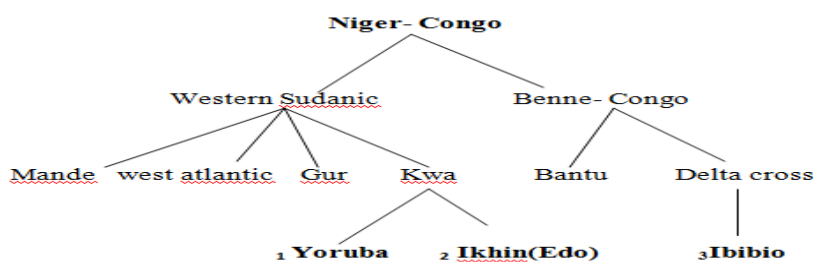 Niger- Congo
Western Sudanic Benne- Congo
Mande west atlantic Gur Kwa Bantu Delta cross
1 Yoruba 2 Ikhin(Edo) 3Ibibio